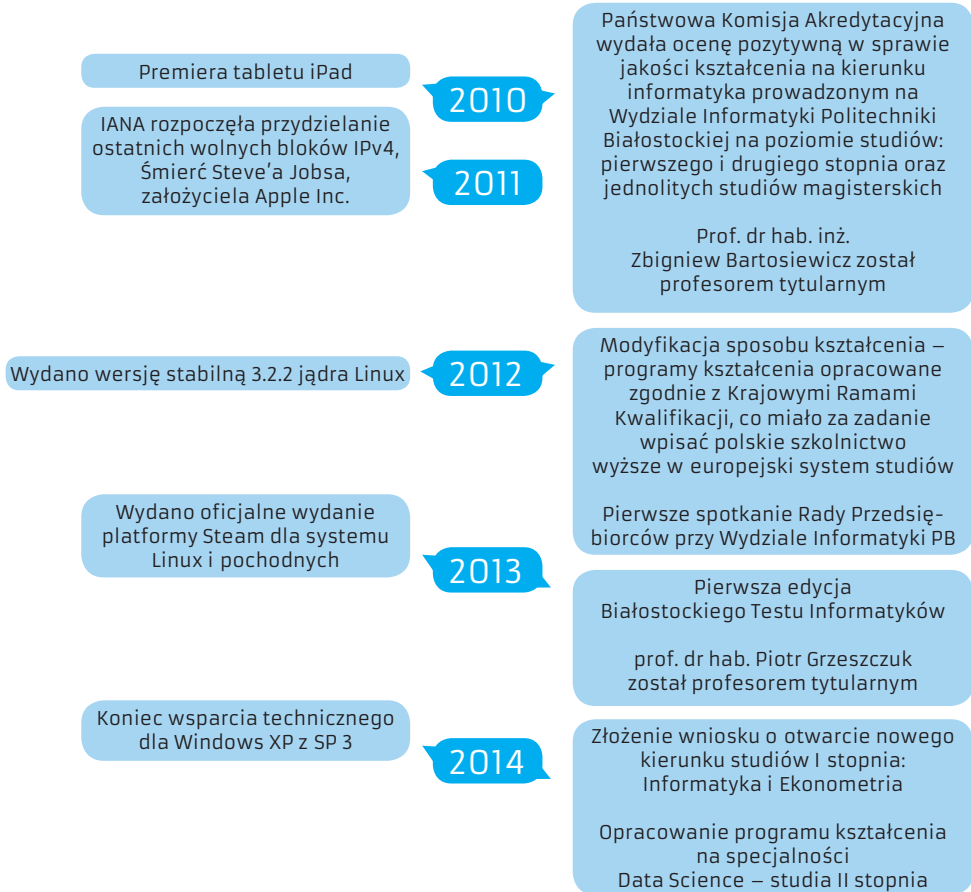 Premiera tabletu iPad
2010
Państwowa Komisja Akredytacyjna
wydała ocenę pozytywną w sprawie
jakości kształcenia na kierunku
informatyka prowadzonym na
Wydziale Informatyki Politechniki
Białostockiej na poziomie studiów:
pierwszego i drugiego stopnia oraz
jednolitych studiów magisterskich
Prof. dr hab. inż.
Zbigniew Bartosiewicz został
profesorem tytularnym
IANA rozpoczęła przydzielanie
ostatnich wolnych bloków IPv4,
Śmierć Steve’a Jobsa,
założyciela Apple Inc.
2011
Wydano wersję stabilną 3.2.2 jądra Linux
2012
Modyfikacja sposobu kształcenia –
programy kształcenia opracowane
zgodnie z Krajowymi Ramami
Kwalifikacji, co miało za zadanie
wpisać polskie szkolnictwo
wyższe w europejski system studiów
Pierwsze spotkanie Rady Przedsię-
biorców przy Wydziale Informatyki PB
Wydano oficjalne wydanie
platformy Steam dla systemu
Linux i pochodnych
2013
Pierwsza edycja
Białostockiego Testu Informatyków
prof. dr hab. Piotr Grzeszczuk
został profesorem tytularnym
Koniec wsparcia technicznego
dla Windows XP z SP 3
2014
Złożenie wniosku o otwarcie nowego
kierunku studiów I stopnia:
Informatyka i Ekonometria
Opracowanie programu kształcenia
na specjalności
Data Science – studia II stopnia